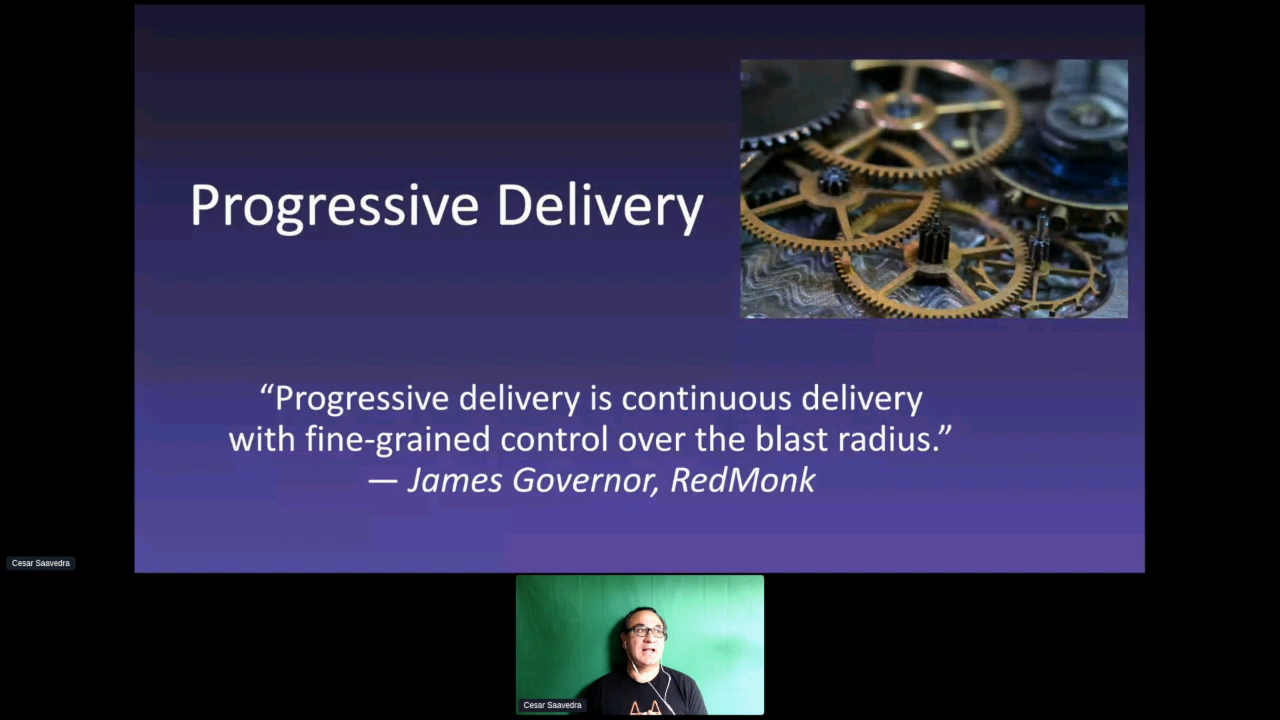 Progressive Delivery
“Progressive delivery is continuous delivery
with fine-grained control over the blast radius.”
— James Governor, RedMonk
Cesar Saavedra
Cesar Saavedra